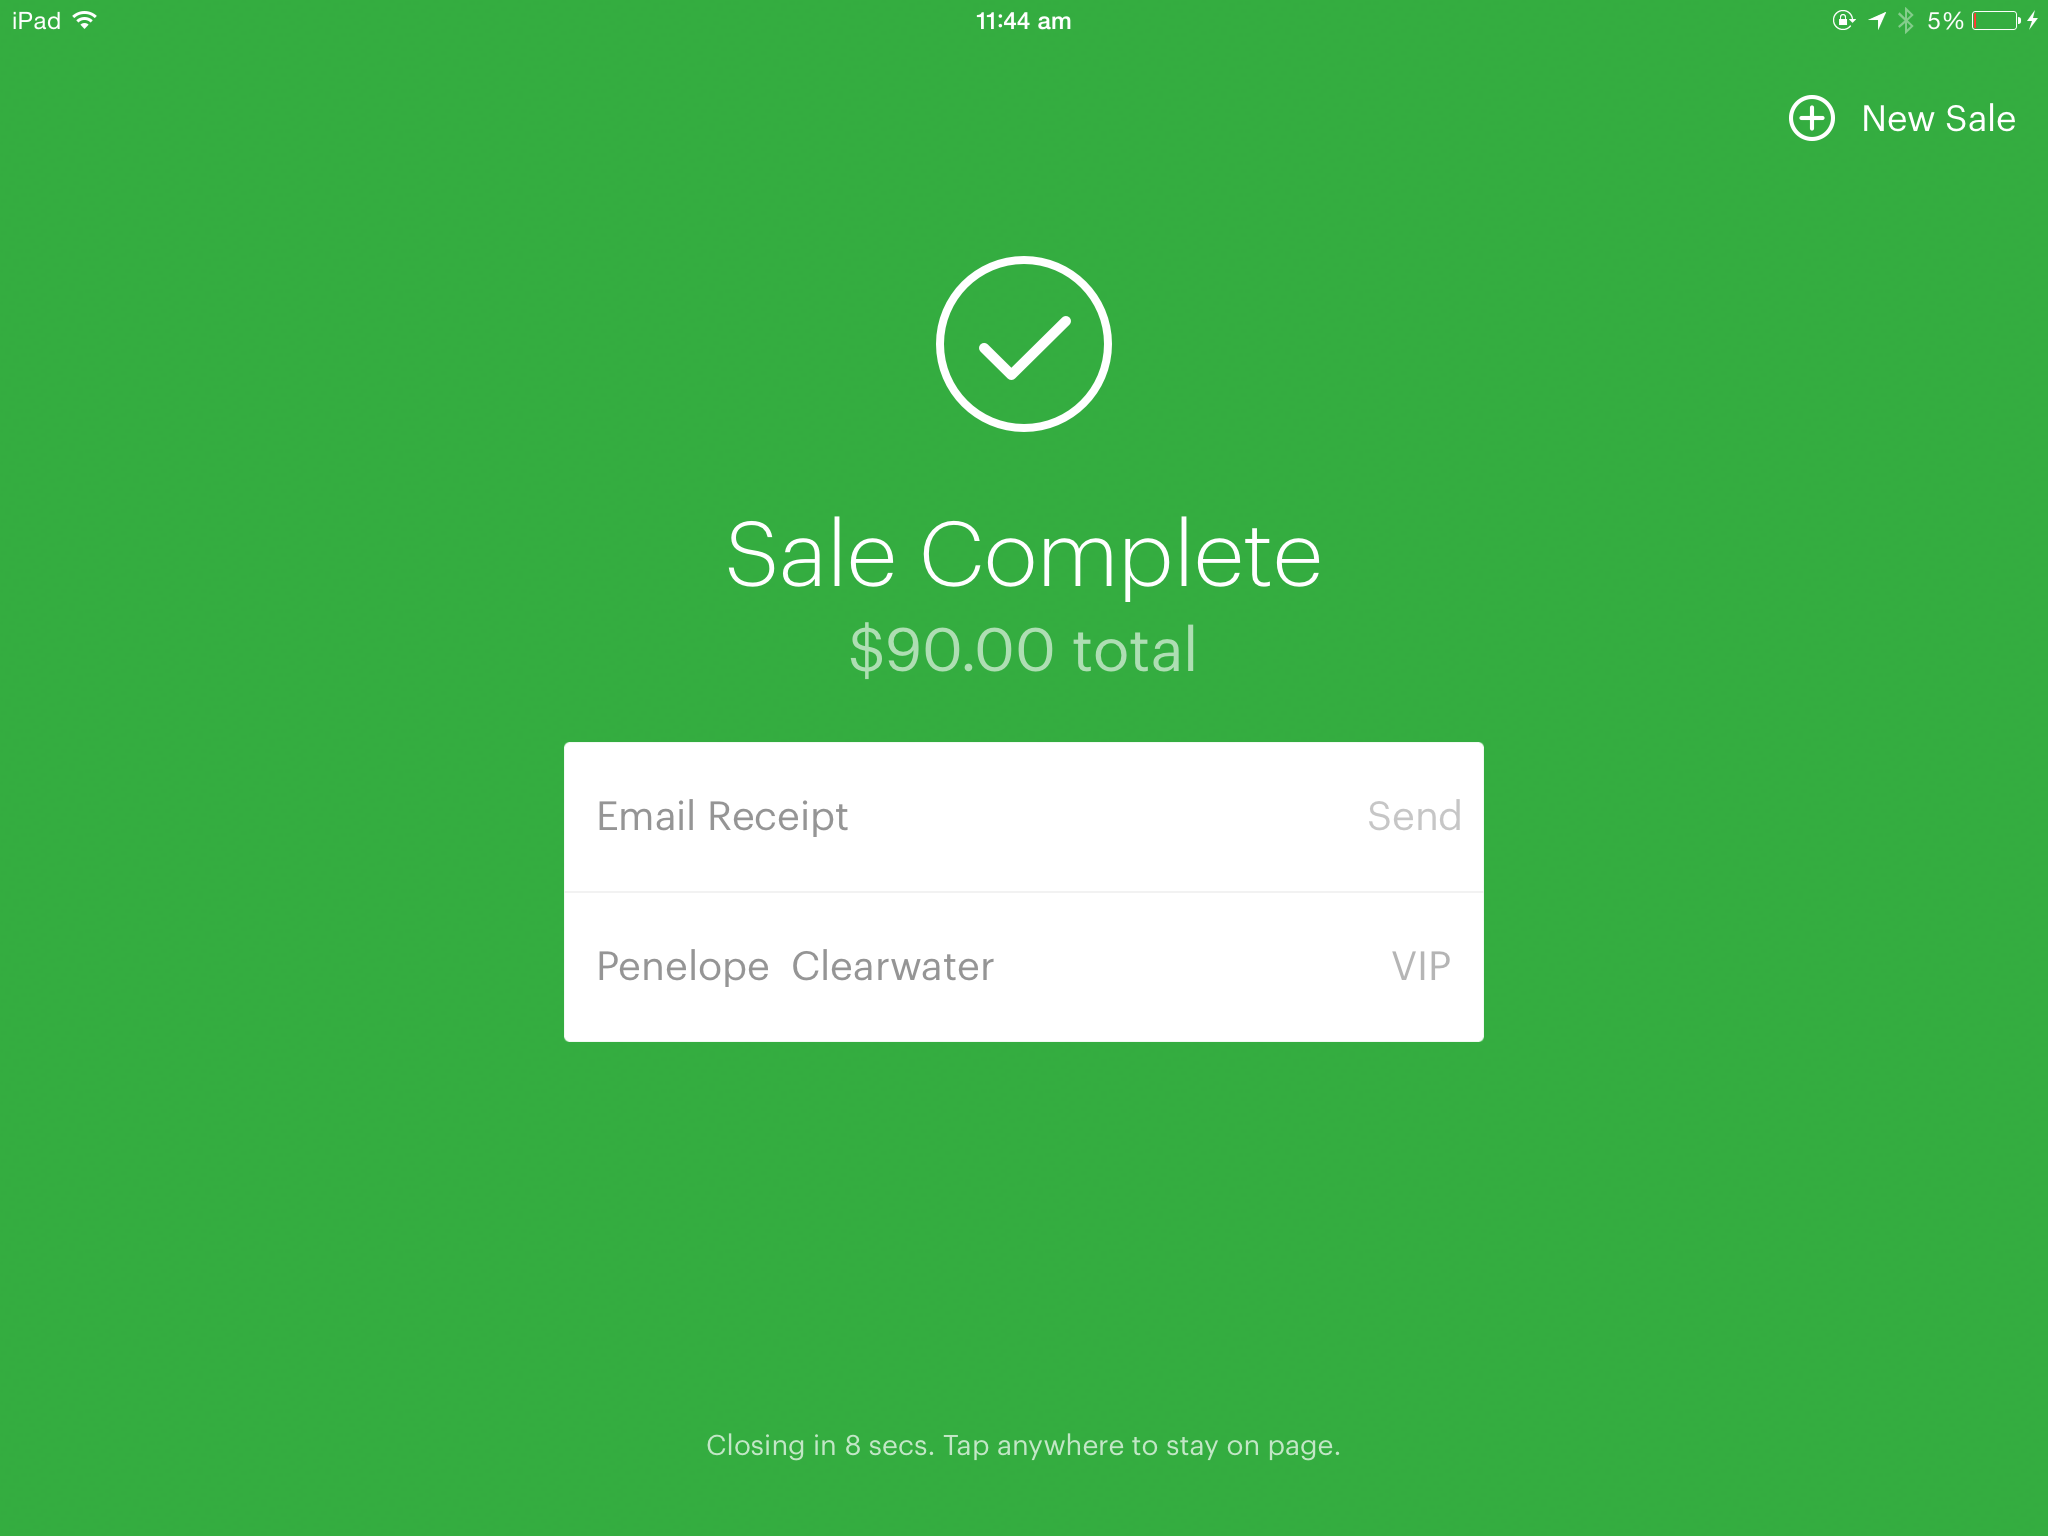 iPad 11:44 am 5%
New Sale
Sale Complete
$90.00 total
Email Receipt Send
Penelope Clearwater VIP
Closing in 8 secs. Tap anywhere to stay on page.